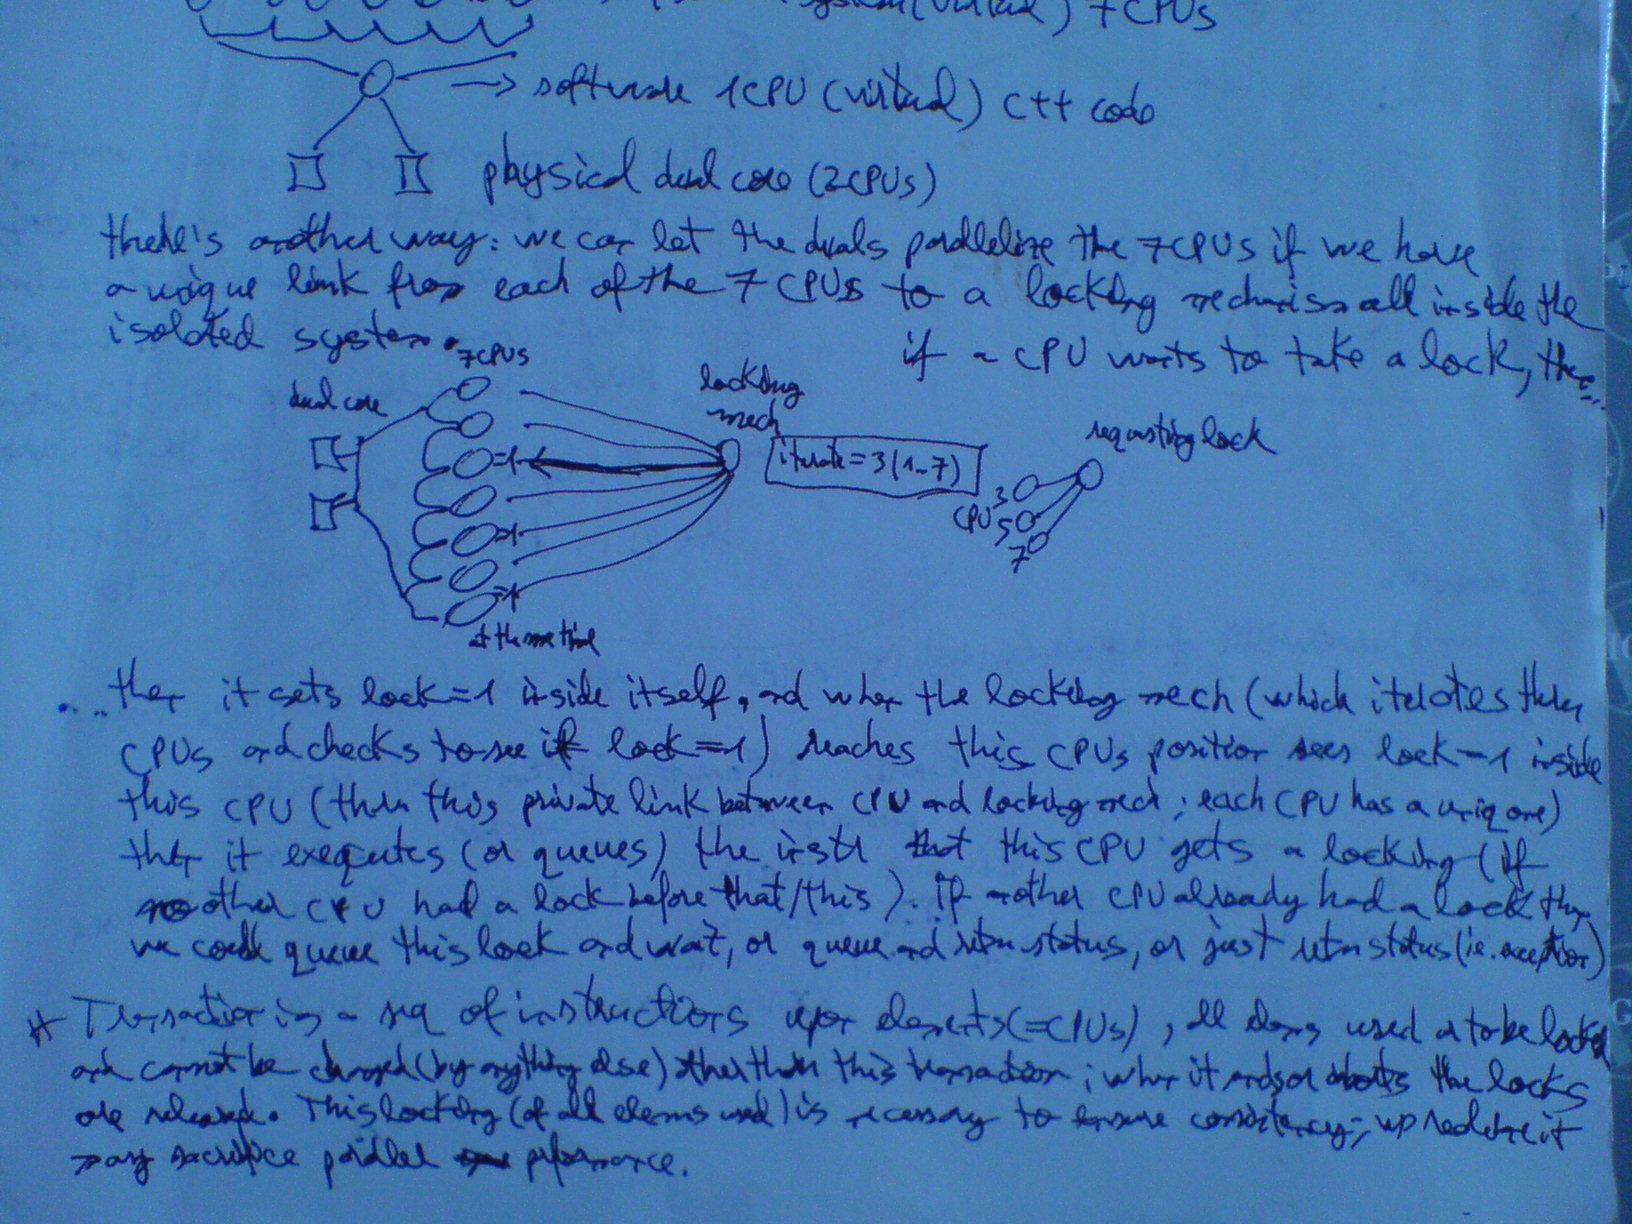 system (virtual) 7 CPUs
→ software 1CPU (virtual) C++ code
physical dual core (2CPUs)
there's another way: we can let the duals parallelize the 7CPUs if we have
a unique link from each of the 7 CPUs to a locking mechanism all inside the
isolated system.
if a CPU wants to take a lock, then...
7CPUs
dual core
locking
mech
requesting lock
=1
iterate=3(1..7)
3
CPU 5
7
=1
=1
at the same time
...then it sets lock=1 inside itself, and when the locking mech (which iterates thru
CPUs and checks to see if lock==1) reaches this CPUs position sees lock=1 inside
this CPU (thru this private link between CPU and locking mech; each CPU has a uniq one)
then it executes (or queues) the instr that this CPU gets a locking (if
no other CPU had a lock before that/this). if another CPU already had a lock then
we could queue this lock and wait, or queue and return status, or just return status (ie. exception)
# Transaction is a seq of instructions upon elements(=CPUs), all elems used are to be locked
and cannot be changed (by anything else) other than this transaction; when it ends or aborts the locks
are released. This locking (of all elems used) is necessary to ensure consistency; it
may sacrifice parallel performance.